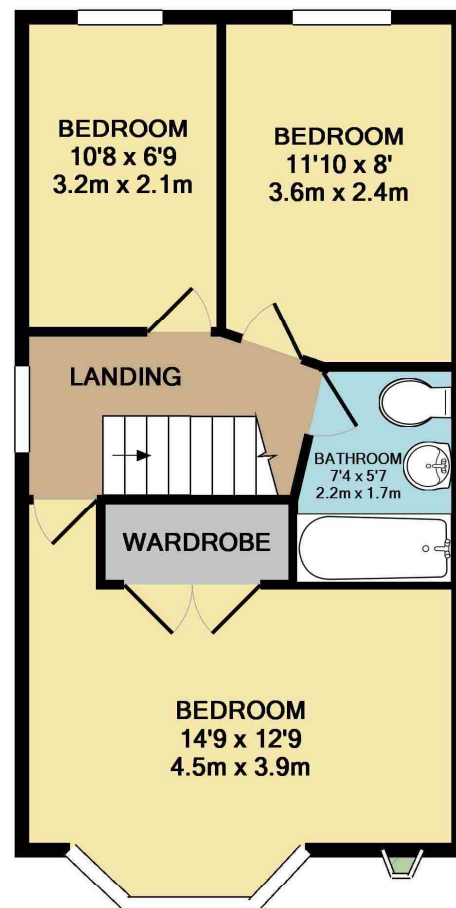 BEDROOM
10'8 x 6'9
3.2m x 2.1m
BEDROOM
11'10 x 8'
3.6m x 2.4m
LANDING
BATHROOM
7'4 x 5'7
2.2m x 1.7m
WARDROBE
BEDROOM
14'9 x 12'9
4.5m x 3.9m